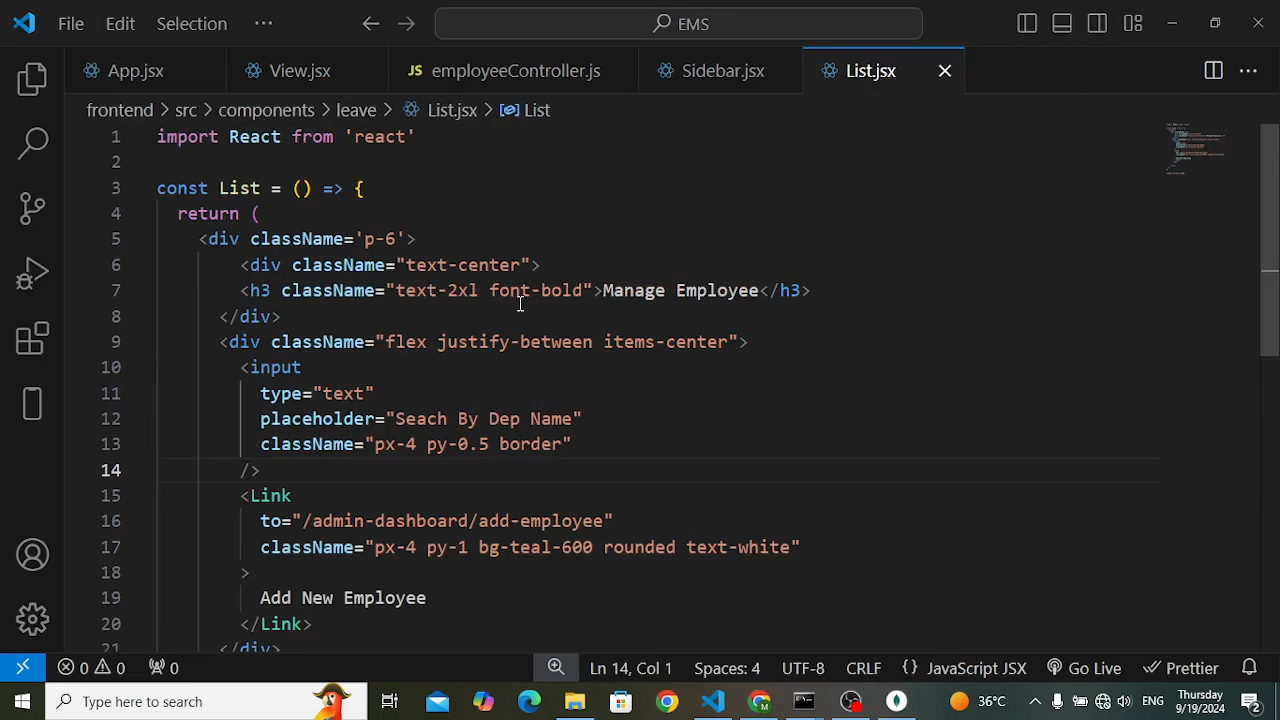 File Edit Selection ··· EMS
App.jsx View.jsx JS employeeController.js Sidebar.jsx List.jsx
frontend > src > components > leave > List.jsx > List
1 import React from 'react'
2
3 const List = () => {
4 return (
5 <div className='p-6'>
6 <div className="text-center">
7 <h3 className="text-2xl font-bold">Manage Employee</h3>
8 </div>
9 <div className="flex justify-between items-center">
10 <input
11 type="text"
12 placeholder="Seach By Dep Name"
13 className="px-4 py-0.5 border"
14 />
15 <Link
16 to="/admin-dashboard/add-employee"
17 className="px-4 py-1 bg-teal-600 rounded text-white"
18 >
19 Add New Employee
20 </Link>
21 </div>
0 0 0 Ln 14, Col 1 Spaces: 4 UTF-8 CRLF {} JavaScript JSX Go Live Prettier
Type here to search 36°C ENG Thursday
9/19/2024 2